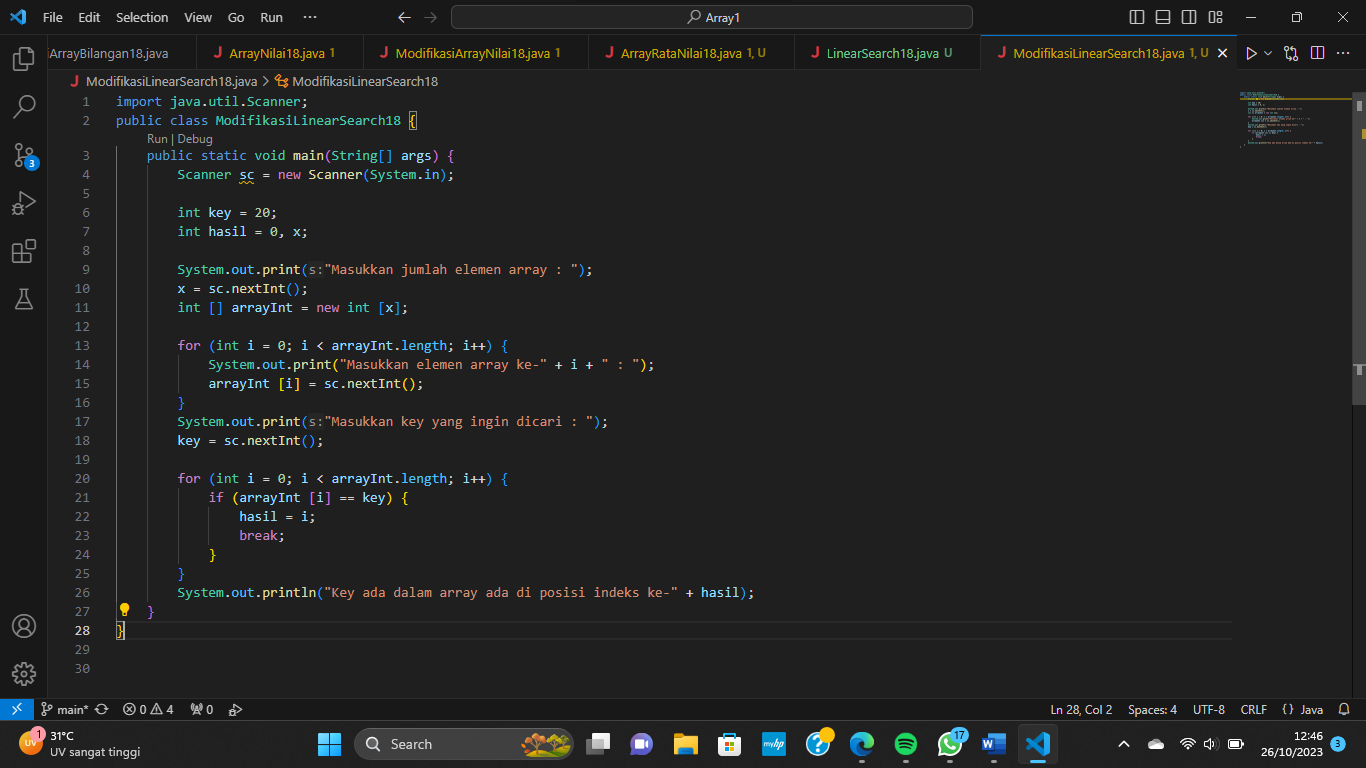 File Edit Selection View Go Run ··· Array1
ArrayBilangan18.java ArrayNilai18.java 1 ModifikasiArrayNilai18.java 1 ArrayRataNilai18.java 1, U LinearSearch18.java U ModifikasiLinearSearch18.java 1, U
ModifikasiLinearSearch18.java > ModifikasiLinearSearch18
1 import java.util.Scanner;
2 public class ModifikasiLinearSearch18 {
Run | Debug
3 public static void main(String[] args) {
4 Scanner sc = new Scanner(System.in);
5
6 int key = 20;
7 int hasil = 0, x;
8
9 System.out.print(s:"Masukkan jumlah elemen array : ");
10 x = sc.nextInt();
11 int [] arrayInt = new int [x];
12
13 for (int i = 0; i < arrayInt.length; i++) {
14 System.out.print("Masukkan elemen array ke-" + i + " : ");
15 arrayInt [i] = sc.nextInt();
16 }
17 System.out.print(s:"Masukkan key yang ingin dicari : ");
18 key = sc.nextInt();
19
20 for (int i = 0; i < arrayInt.length; i++) {
21 if (arrayInt [i] == key) {
22 hasil = i;
23 break;
24 }
25 }
26 System.out.println("Key ada dalam array ada di posisi indeks ke-" + hasil);
27 }
28 }
29
30
3
main* 0 4 0 Ln 28, Col 2 Spaces: 4 UTF-8 CRLF {} Java
1 UV 31°C
UV sangat tinggi
Search
myhp
17
12:46
26/10/2023
3